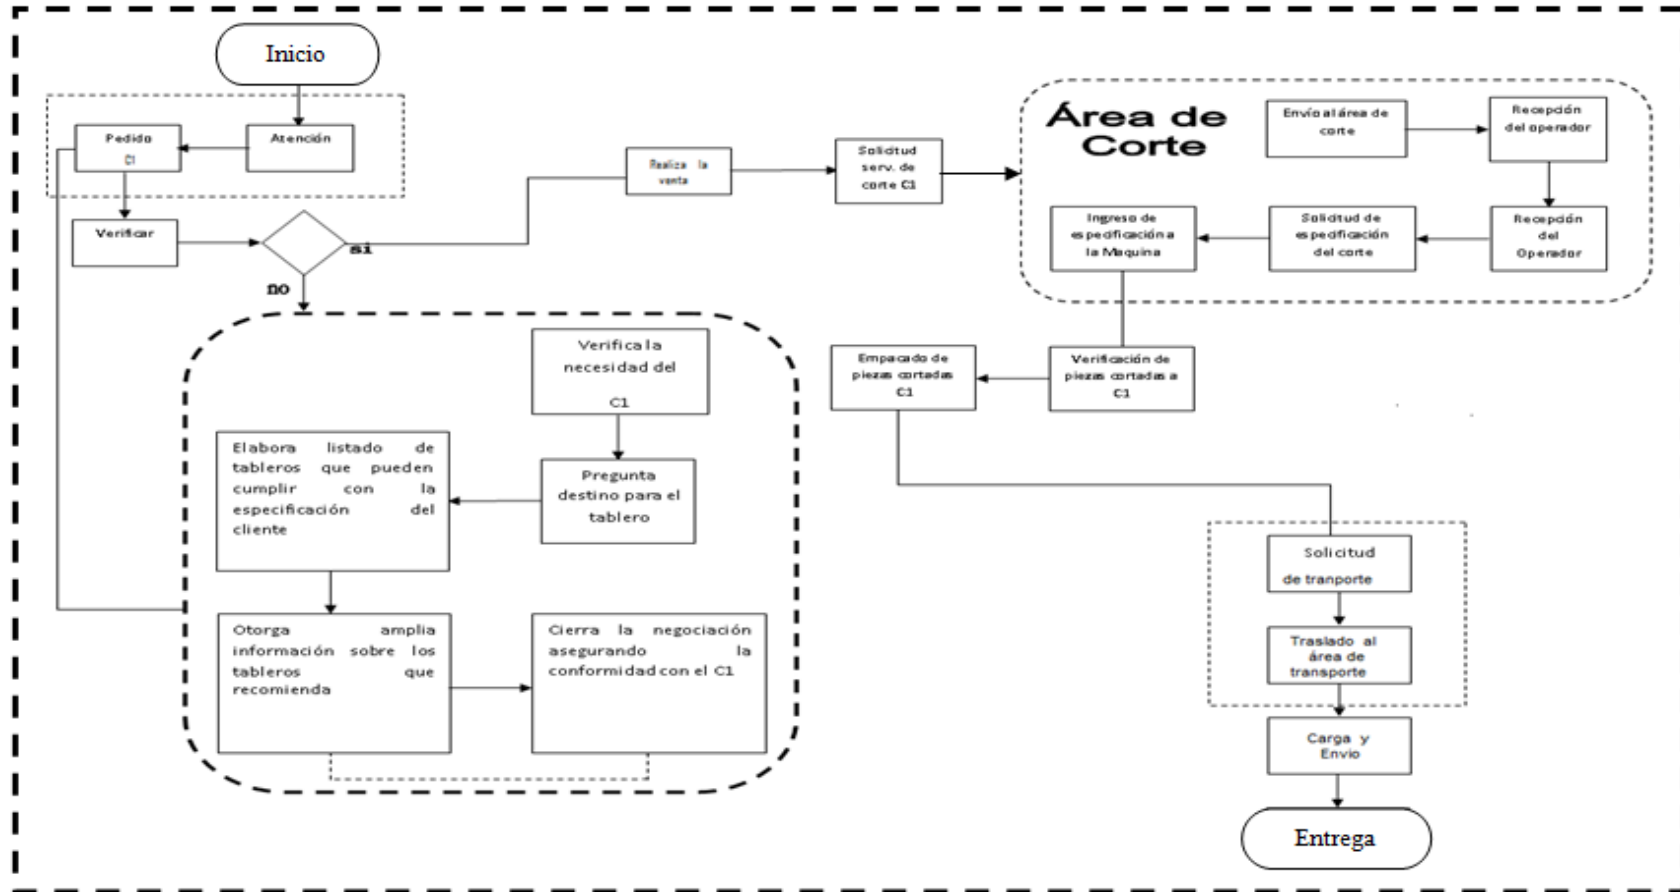 Inicio
Pedido
C1
Atención
Verificar
si
no
Realiza la
venta
Solicitud
serv. de
corte C1
Área de
Corte
Envío al área de
corte
Recepción
del operador
Recepción
del
Operador
Solicitud de
especificación
del corte
Ingreso de
especificación a
la Maquina
Verificación de
piezas cortadas a
C1
Empacado de
piezas cortadas
C1
Verifica la
necesidad del
C1
Pregunta
destino para el
tablero
Elabora listado de
tableros que pueden
cumplir con la
especificación del
cliente
Otorga amplia
información sobre los
tableros que
recomienda
Cierra la negociación
asegurando la
conformidad con el C1
Solicitud
de tranporte
Traslado al
área de
transporte
Carga y
Envio
Entrega